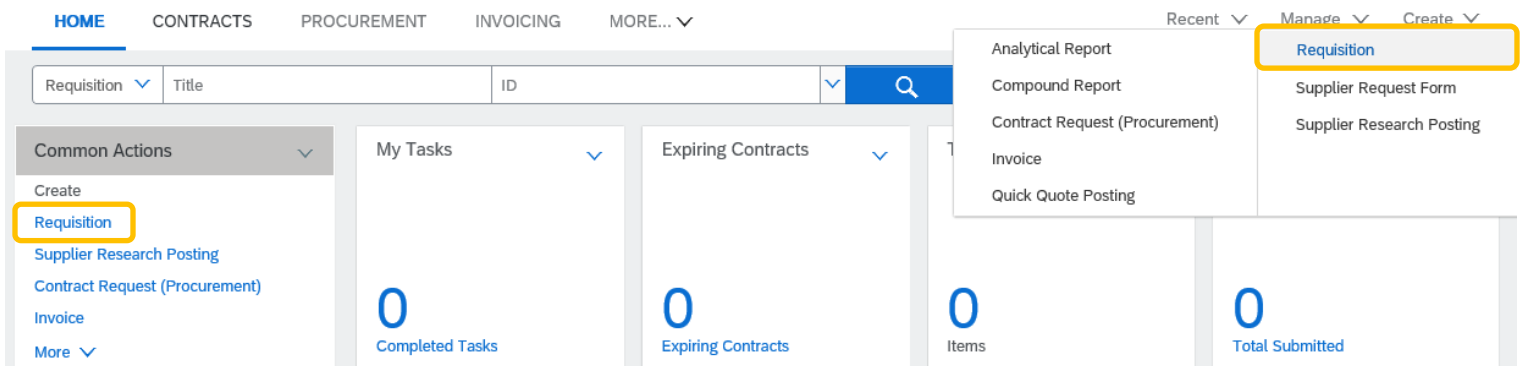 HOME CONTRACTS PROCUREMENT INVOICING MORE...
Recent Manage Create
Requisition Title ID
Analytical Report
Compound Report
Contract Request (Procurement)
Invoice
Quick Quote Posting
Requisition
Supplier Request Form
Supplier Research Posting
Common Actions
Create
Requisition
Supplier Research Posting
Contract Request (Procurement)
Invoice
More
My Tasks
0
Completed Tasks
Expiring Contracts
0
Expiring Contracts
0
Items
0
Total Submitted